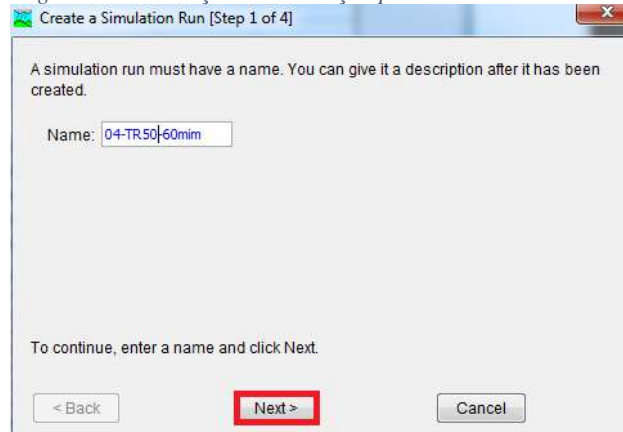 Create a Simulation Run [Step 1 of 4]
A simulation run must have a name. You can give it a description after it has been
created.
Name: 04-TR50-60mim
To continue, enter a name and click Next.
< Back Next > Cancel